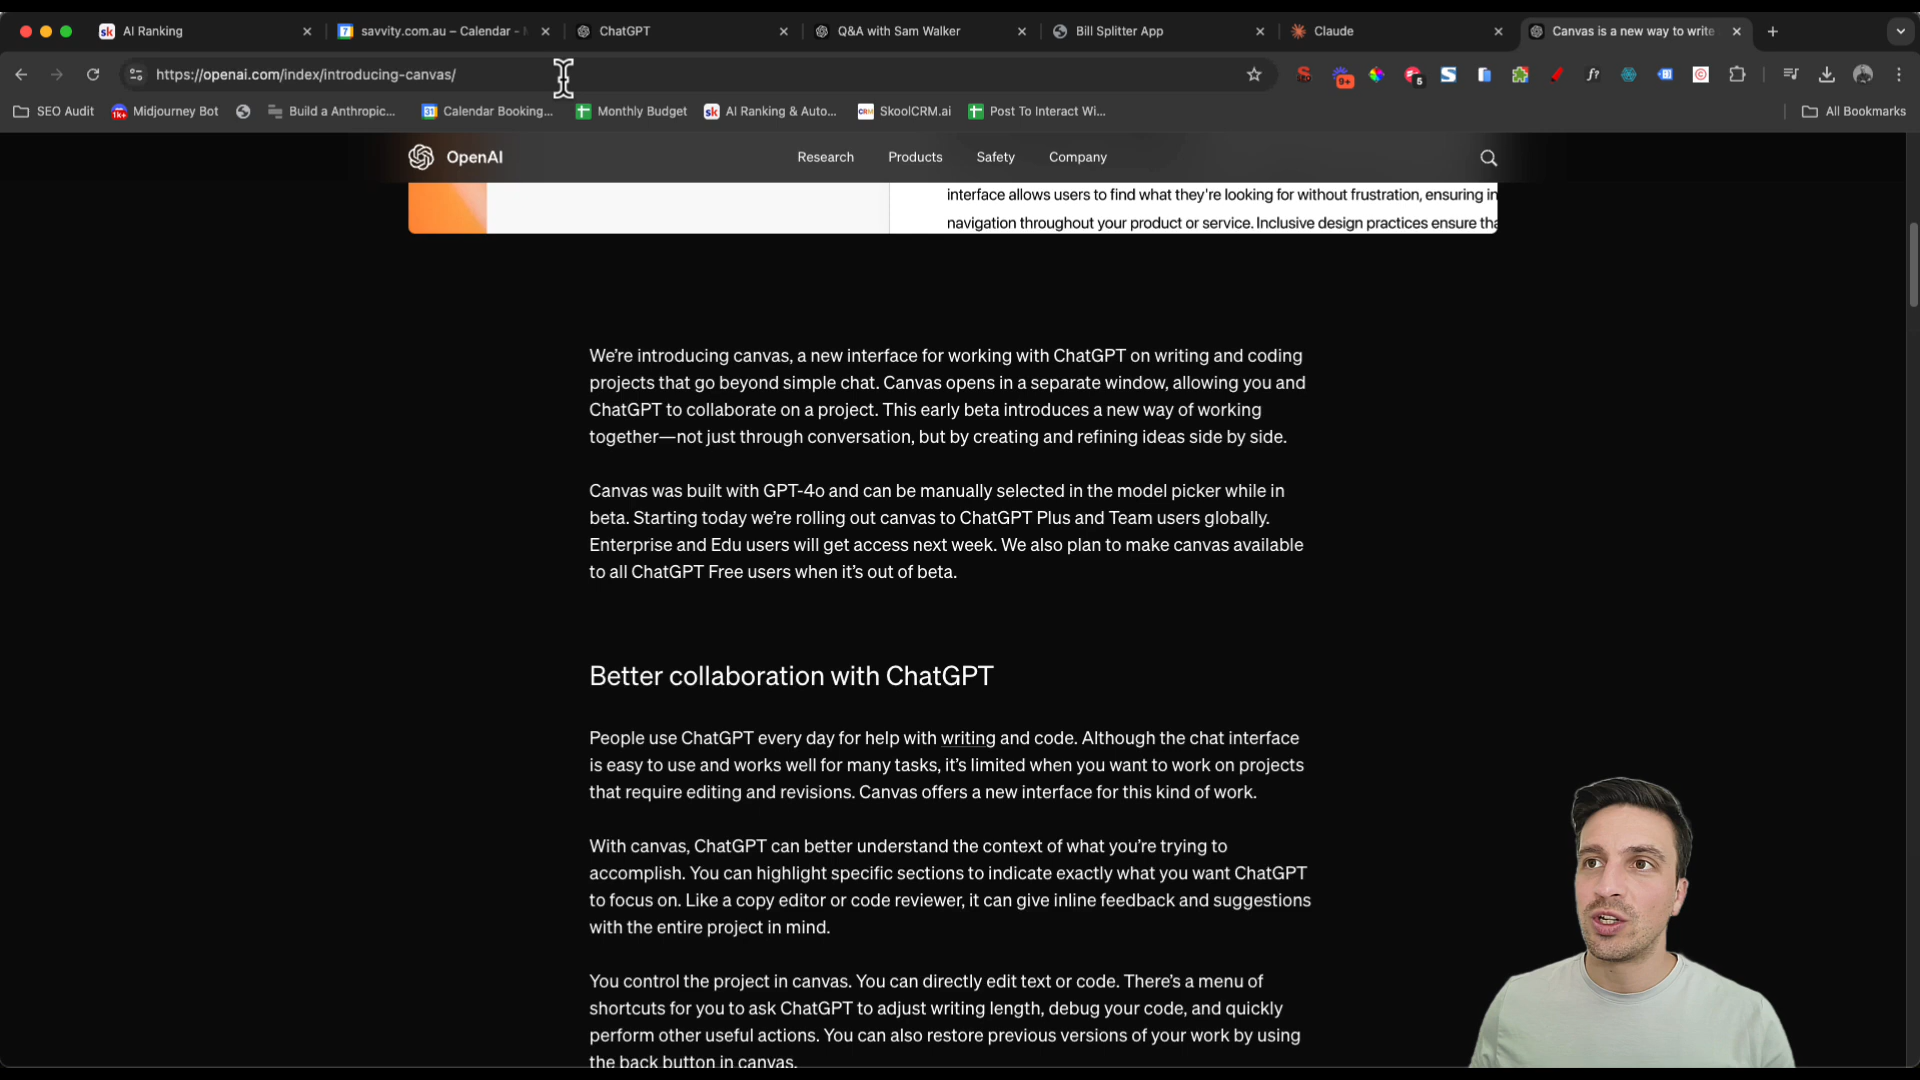 AI Ranking
savvity.com.au – Calendar -
ChatGPT
Q&A with Sam Walker
Bill Splitter App
Claude
Canvas is a new way to write
https://openai.com/index/introducing-canvas/
9+
5
f?
SEO Audit
1k+
Midjourney Bot
Build a Anthropic...
Calendar Booking...
Monthly Budget
sk
AI Ranking & Auto...
CRM
SkoolCRM.ai
Post To Interact Wi...
All Bookmarks
OpenAI
Research
Products
Safety
Company
interface allows users to find what they're looking for without frustration, ensuring in
navigation throughout your product or service. Inclusive design practices ensure tha
We're introducing canvas, a new interface for working with ChatGPT on writing and coding
projects that go beyond simple chat. Canvas opens in a separate window, allowing you and
ChatGPT to collaborate on a project. This early beta introduces a new way of working
together—not just through conversation, but by creating and refining ideas side by side.
Canvas was built with GPT-4o and can be manually selected in the model picker while in
beta. Starting today we're rolling out canvas to ChatGPT Plus and Team users globally.
Enterprise and Edu users will get access next week. We also plan to make canvas available
to all ChatGPT Free users when it's out of beta.
Better collaboration with ChatGPT
People use ChatGPT every day for help with writing and code. Although the chat interface
is easy to use and works well for many tasks, it's limited when you want to work on projects
that require editing and revisions. Canvas offers a new interface for this kind of work.
With canvas, ChatGPT can better understand the context of what you're trying to
accomplish. You can highlight specific sections to indicate exactly what you want ChatGPT
to focus on. Like a copy editor or code reviewer, it can give inline feedback and suggestions
with the entire project in mind.
You control the project in canvas. You can directly edit text or code. There's a menu of
shortcuts for you to ask ChatGPT to adjust writing length, debug your code, and quickly
perform other useful actions. You can also restore previous versions of your work by using
the back button in canvas.